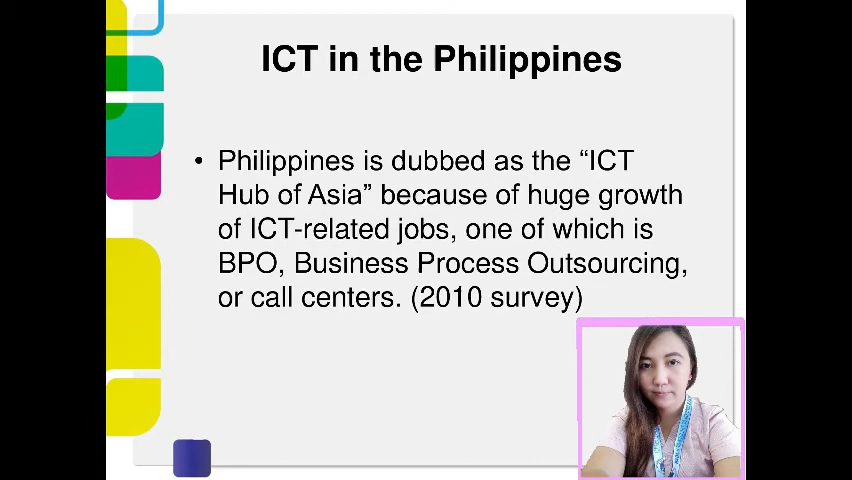 ICT in the Philippines
• Philippines is dubbed as the “ICT
Hub of Asia” because of huge growth
of ICT-related jobs, one of which is
BPO, Business Process Outsourcing,
or call centers. (2010 survey)